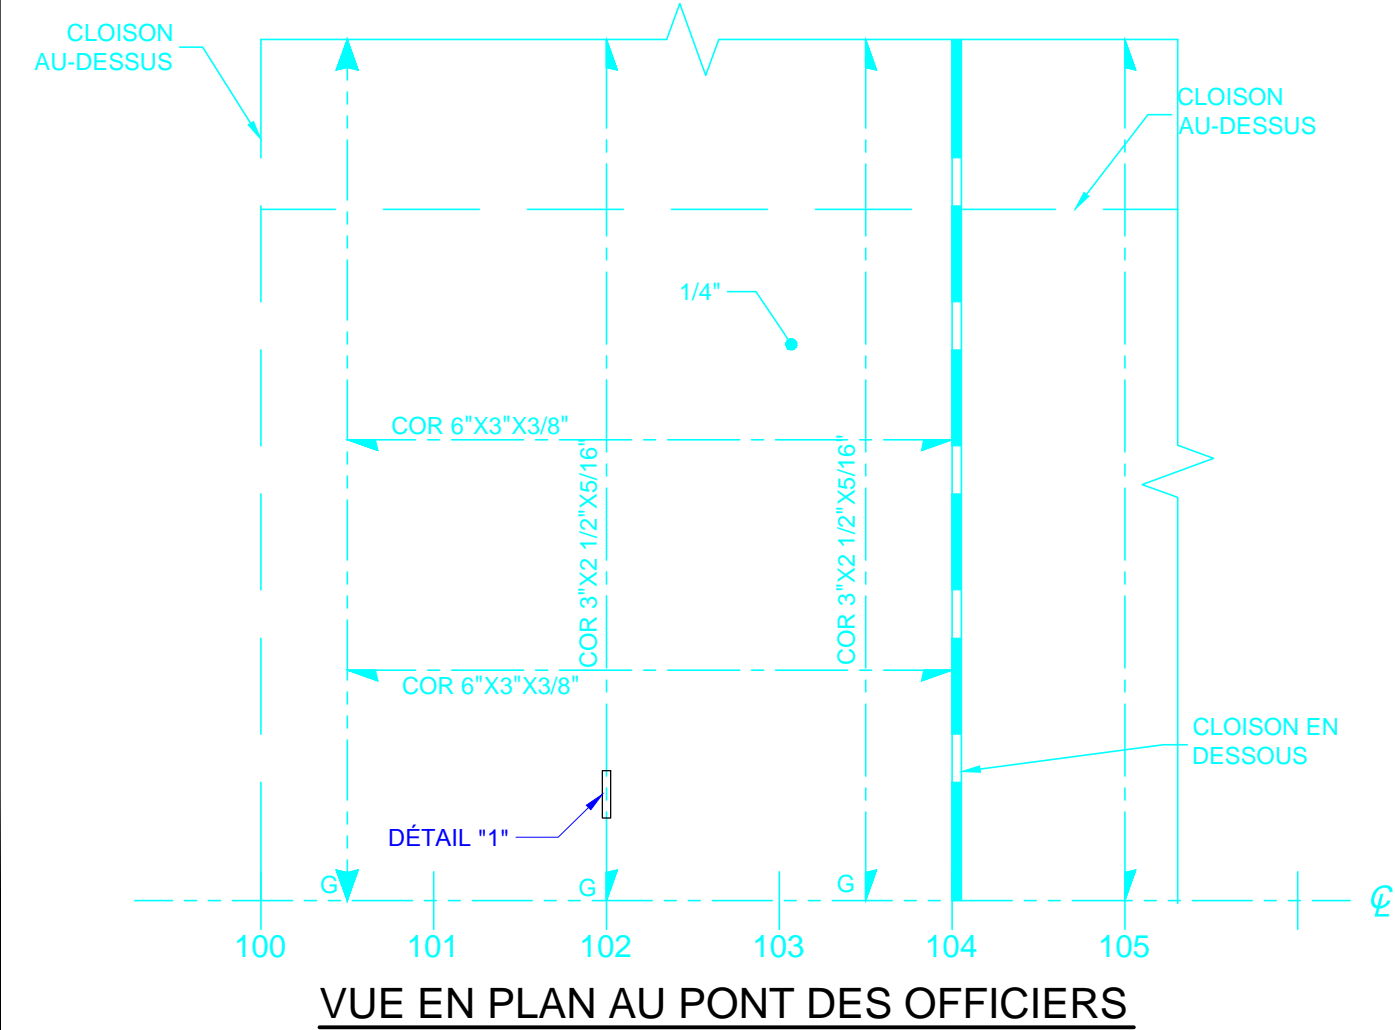 CLOISON
AU-DESSUS
CLOISON
AU-DESSUS
1/4"
COR 6"X3"X3/8"
COR 3"X2 1/2"X5/16"
COR 3"X2 1/2"X5/16"
COR 6"X3"X3/8"
CLOISON EN
DESSOUS
DÉTAIL "1"
G
G
G
℄
100
101
102
103
104
105
VUE EN PLAN AU PONT DES OFFICIERS